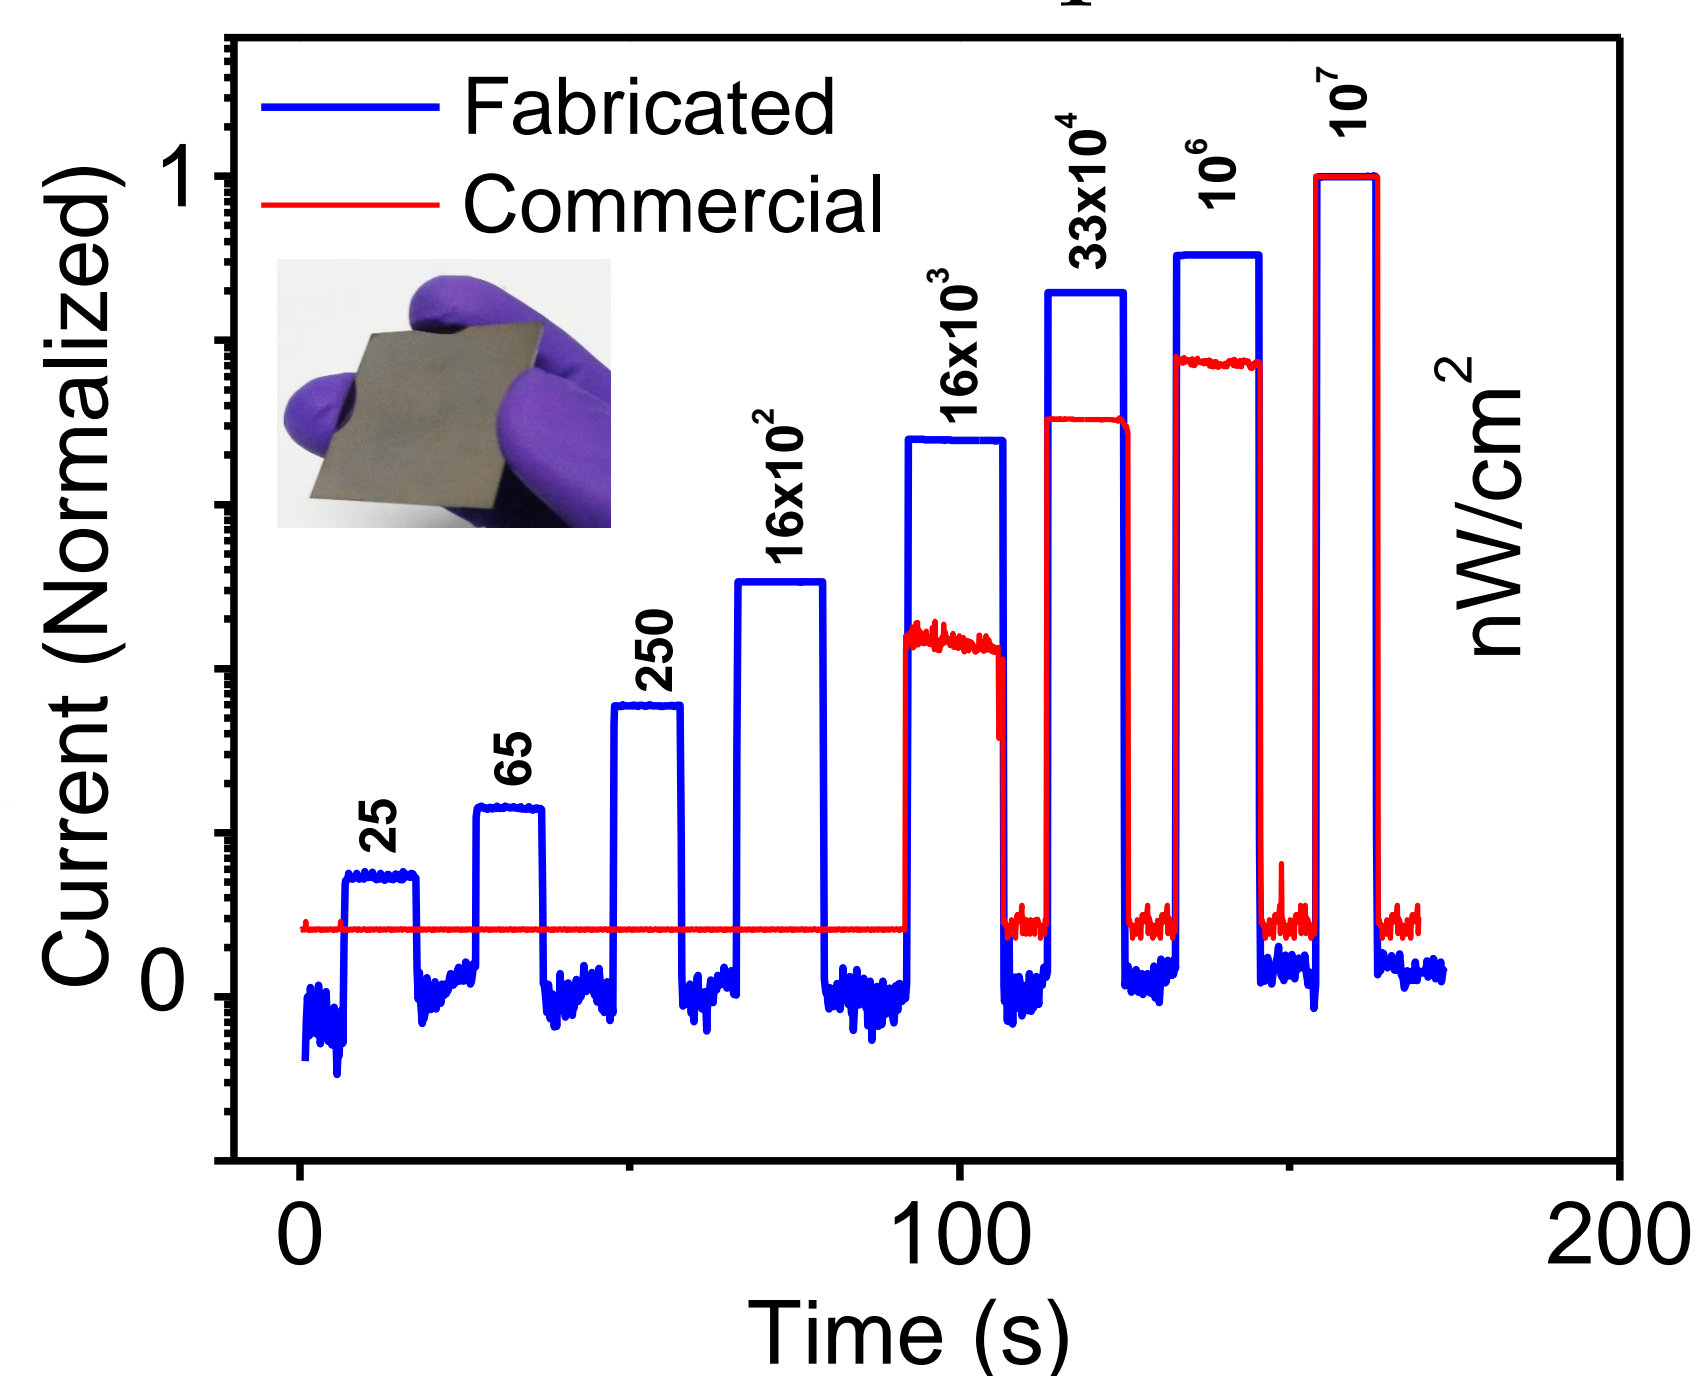 Fabricated
Commercial
Current (Normalized)
1
0
25
65
250
16x10²
16x10³
33x10⁴
10⁶
10⁷
nW/cm²
0 100 200
Time (s)